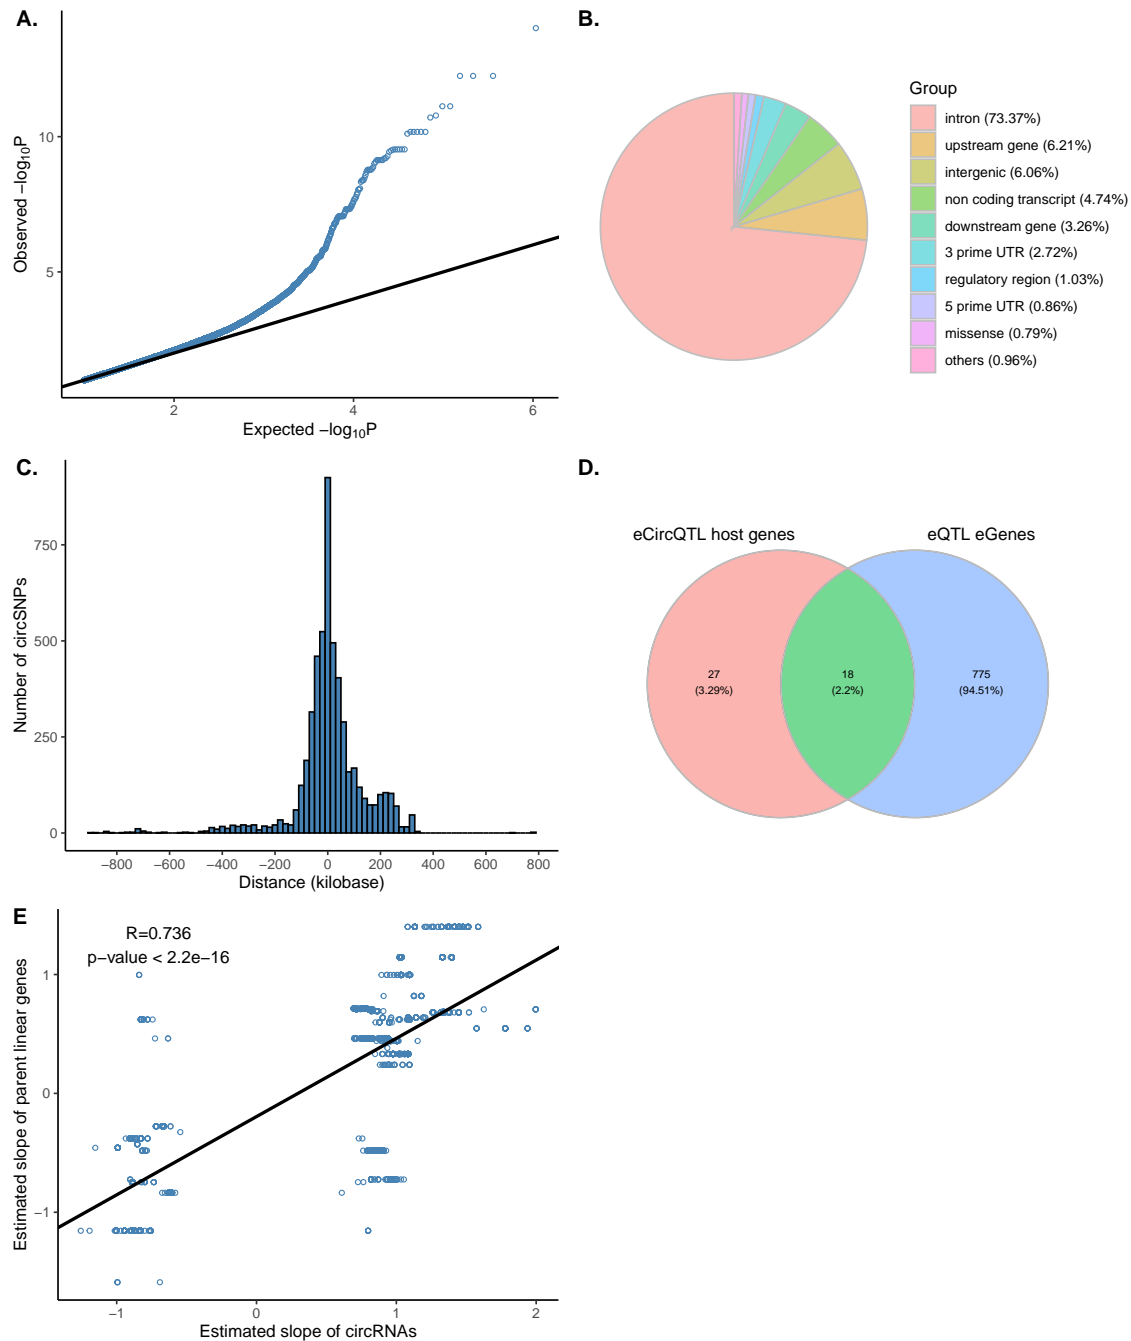 A.
Observed −log10P
10
5
2
4
6
Expected −log10P
B.
Group
intron (73.37%)
upstream gene (6.21%)
intergenic (6.06%)
non coding transcript (4.74%)
downstream gene (3.26%)
3 prime UTR (2.72%)
regulatory region (1.03%)
5 prime UTR (0.86%)
missense (0.79%)
others (0.96%)
C.
Number of circSNPs
750
500
250
0
−800
−600
−400
−200
0
200
400
600
800
Distance (kilobase)
D.
eCircQTL host genes
eQTL eGenes
27
(3.29%)
18
(2.2%)
775
(94.51%)
E
R=0.736
p−value < 2.2e−16
Estimated slope of parent linear genes
1
0
−1
−1
0
1
2
Estimated slope of circRNAs